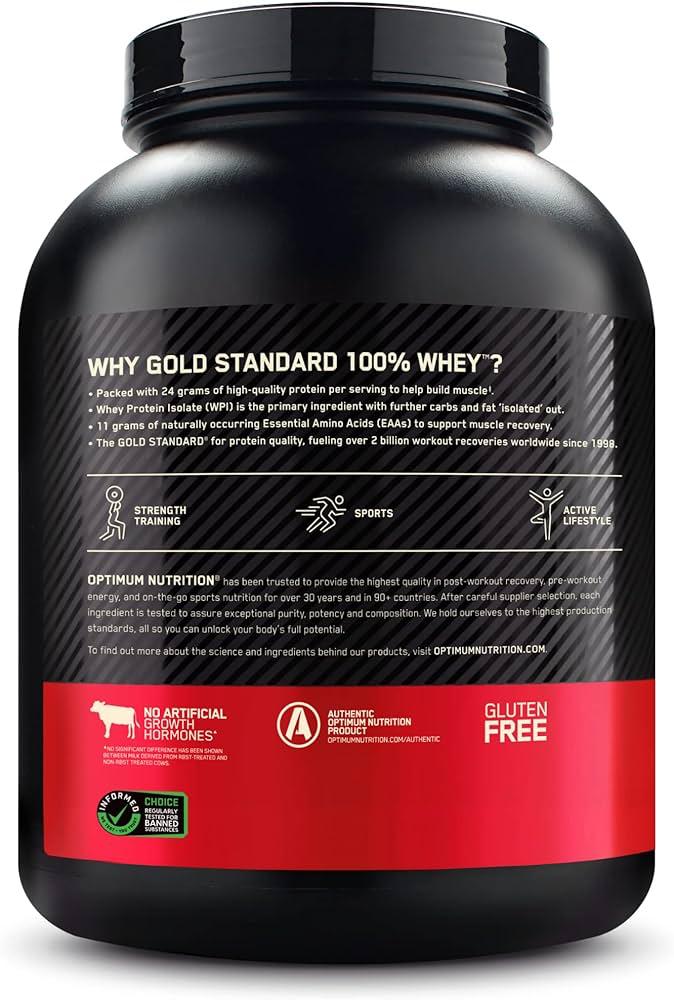 WHY GOLD STANDARD 100% WHEY™?
• Packed with 24 grams of high-quality protein per serving to help build muscle¹.
• Whey Protein Isolate (WPI) is the primary ingredient with further carbs and fat 'isolated' out.
• 11 grams of naturally occurring Essential Amino Acids (EAAs) to support muscle recovery.
• The GOLD STANDARD® for protein quality, fueling over 2 billion workout recoveries worldwide since 1998.
STRENGTH
TRAINING
SPORTS
ACTIVE
LIFESTYLE
OPTIMUM NUTRITION® has been trusted to provide the highest quality in post-workout recovery, pre-workout
energy, and on-the-go sports nutrition for over 30 years and in 90+ countries. After careful supplier selection, each
ingredient is tested to assure exceptional purity, potency and composition. We hold ourselves to the highest production
standards, all so you can unlock your body's full potential.
To find out more about the science and ingredients behind our products, visit OPTIMUMNUTRITION.COM.
NO ARTIFICIAL
GROWTH
HORMONES*
*NO SIGNIFICANT DIFFERENCE HAS BEEN SHOWN
BETWEEN MILK DERIVED FROM RBST-TREATED AND
NON-RBST TREATED COWS.
AUTHENTIC
OPTIMUM NUTRITION
PRODUCT
OPTIMUMNUTRITION.COM/AUTHENTIC
GLUTEN
FREE
INFORMED
WE TEST • YOU TRUST
CHOICE
REGULARLY
TESTED FOR
BANNED
SUBSTANCES